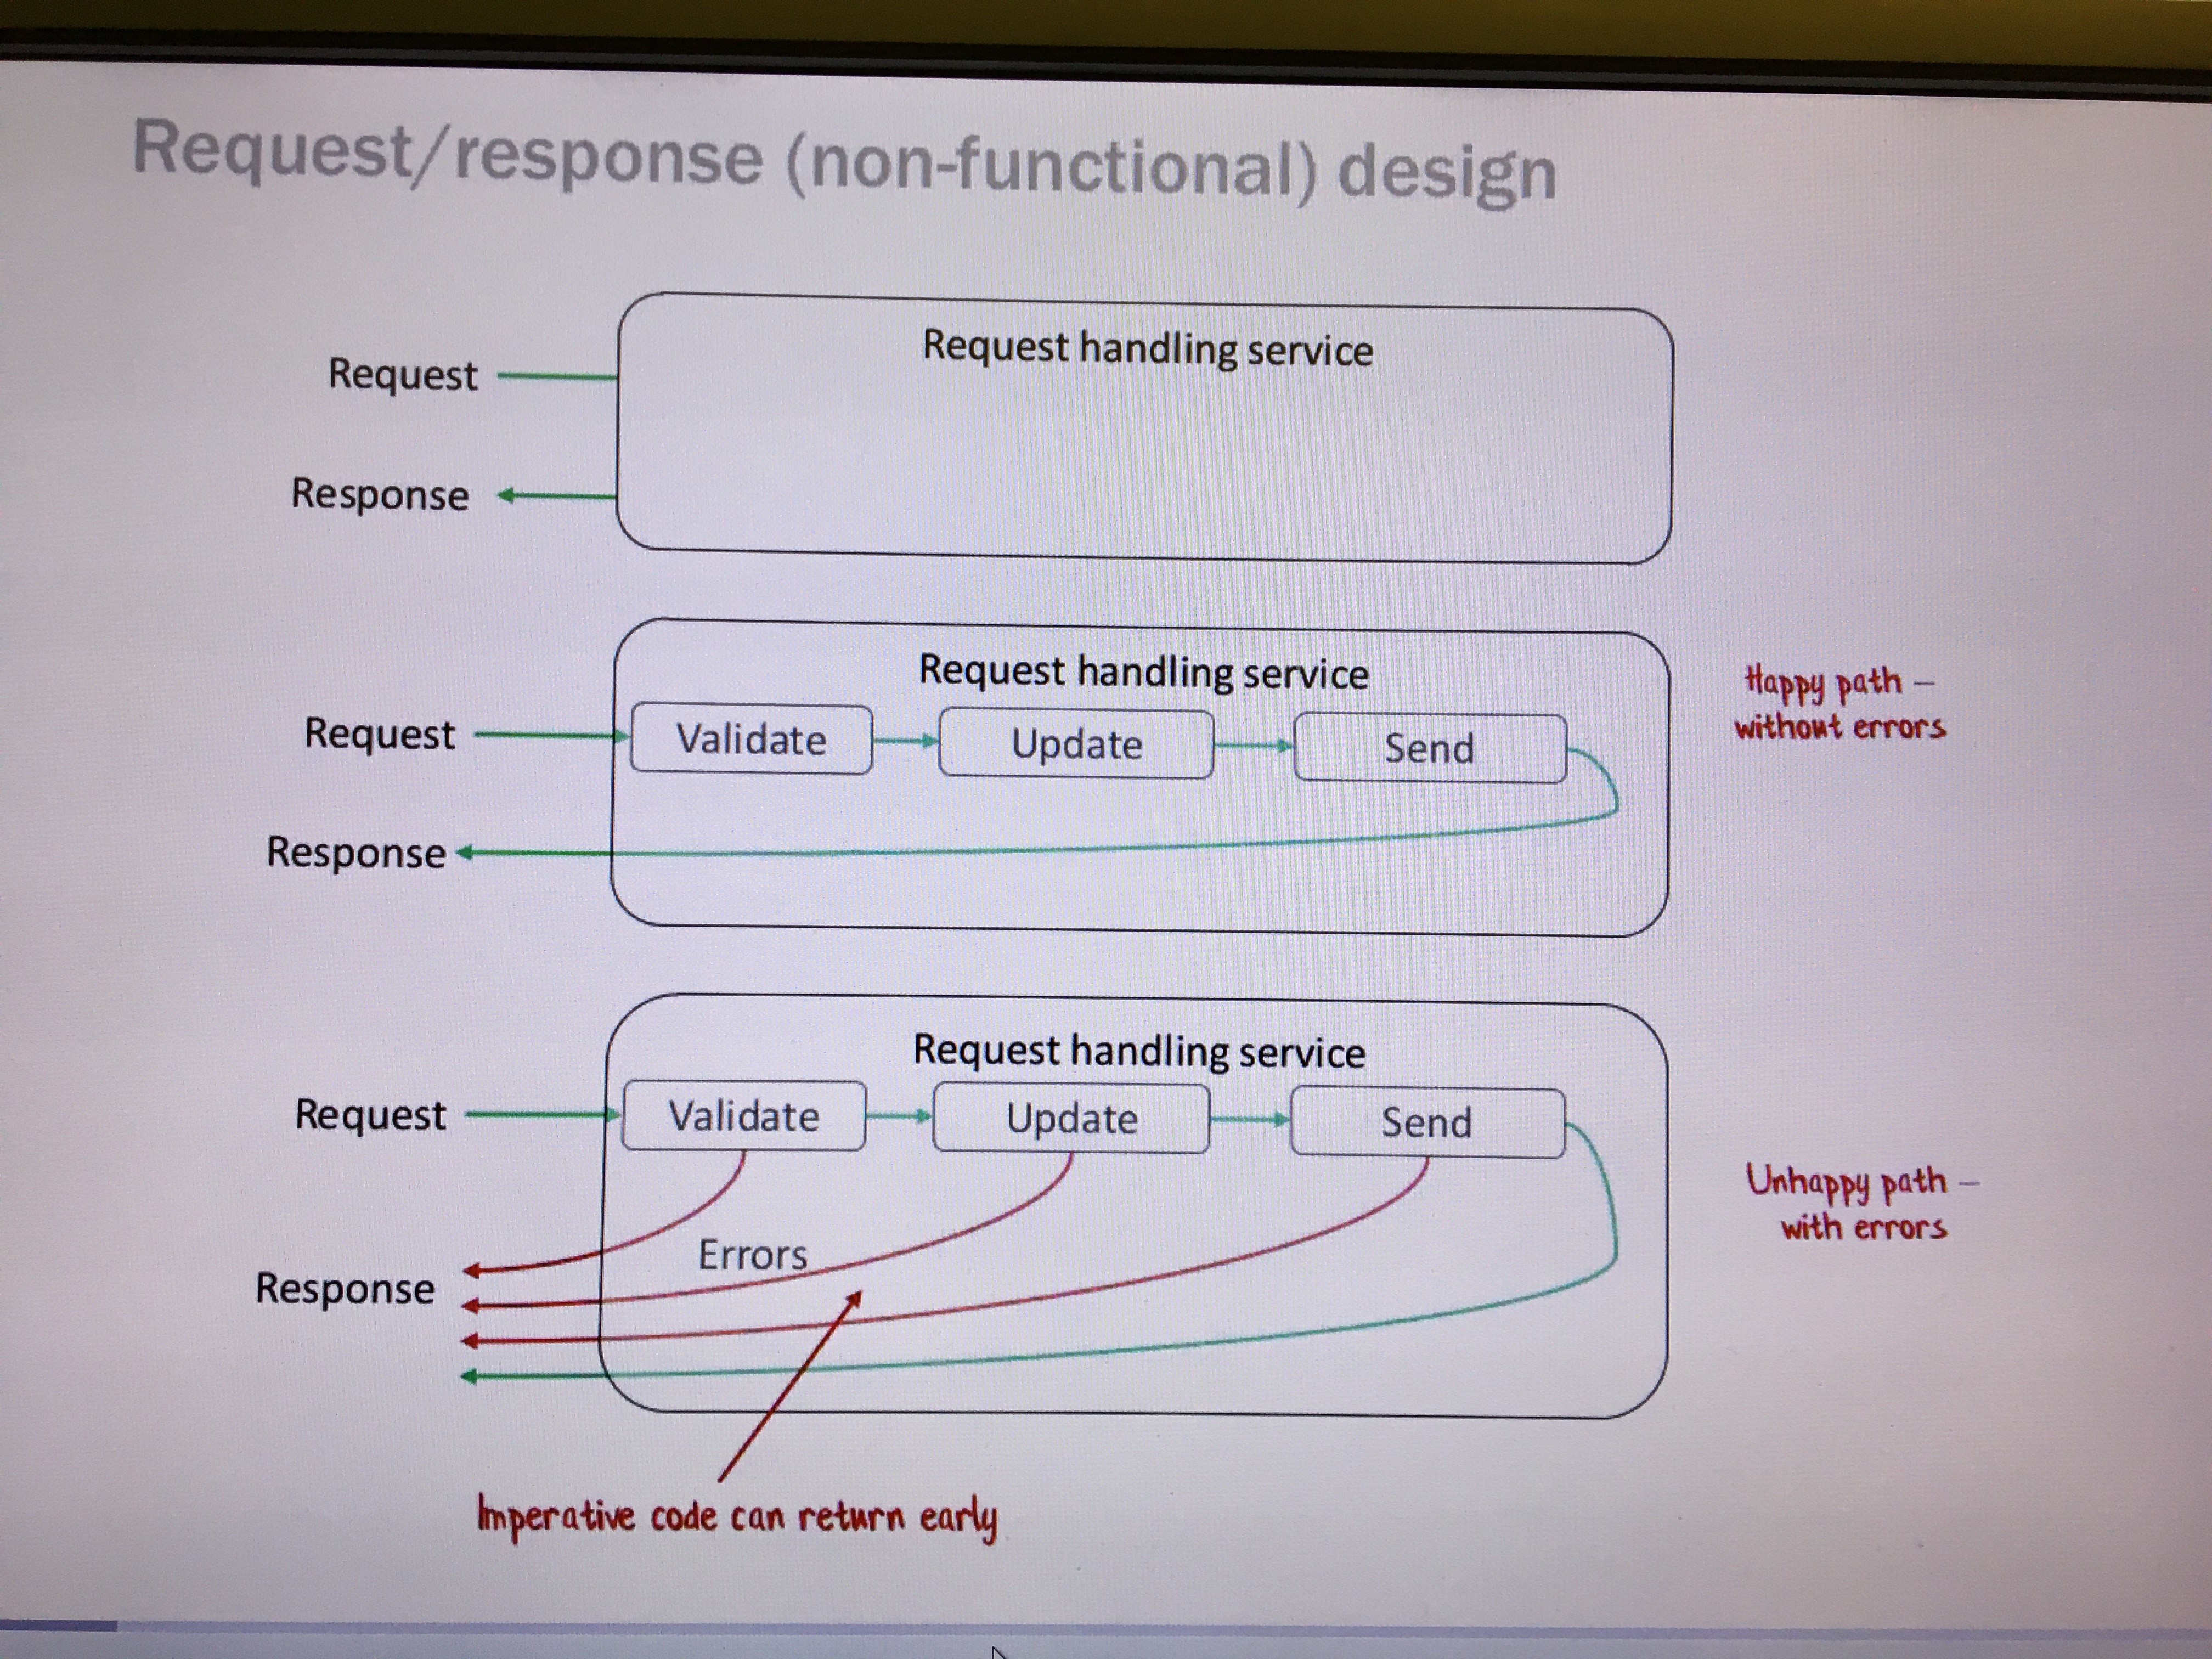 Request/response (non-functional) design
Request handling service
Request
Response
Request handling service
Happy path –
without errors
Request
Validate
Update
Send
Response
Request handling service
Request
Validate
Update
Send
Unhappy path –
with errors
Errors
Response
Imperative code can return early